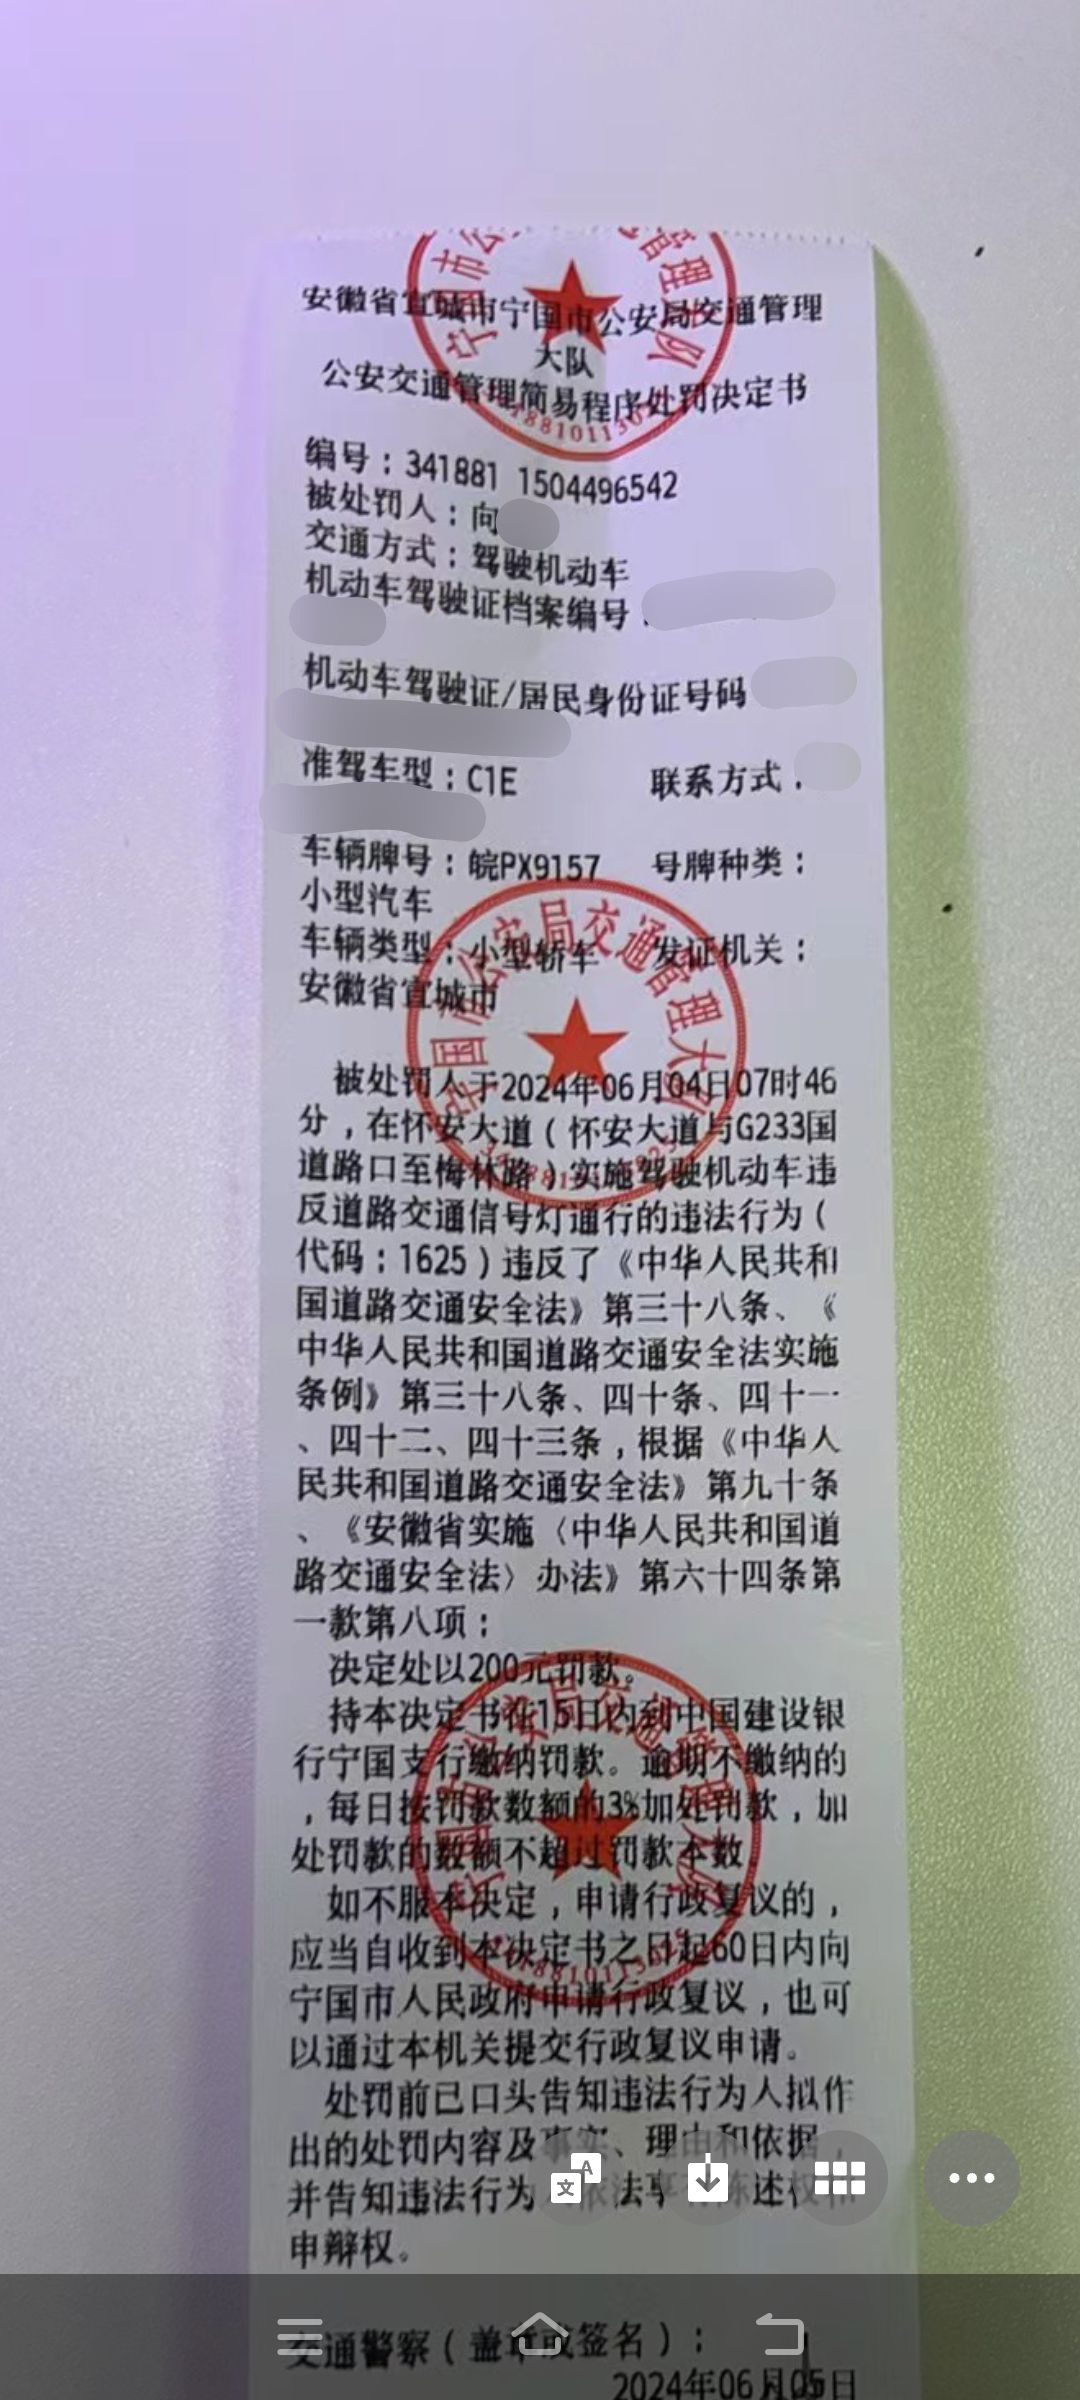 安徽省宣城市宁国市公安局交通管理
大队
公安交通管理简易程序处罚决定书
编号：341881 1504496542
被处罚人：向
交通方式：驾驶机动车
机动车驾驶证档案编号
机动车驾驶证/居民身份证号码
准驾车型：C1E 联系方式
车辆牌号：皖PX9157 号牌种类：
小型汽车
车辆类型：小型轿车 发证机关：
安徽省宣城市
被处罚人于2024年06月04日07时46
分，在怀安大道（怀安大道与G233国
道路口至梅林路）实施驾驶机动车违
反道路交通信号灯通行的违法行为（
代码：1625）违反了《中华人民共和
国道路交通安全法》第三十八条、《
中华人民共和国道路交通安全法实施
条例》第三十八条、四十条、四十一
、四十二、四十三条，根据《中华人
民共和国道路交通安全法》第九十条
、《安徽省实施〈中华人民共和国道
路交通安全法〉办法》第六十四条第
一款第八项：
决定处以200元罚款。
持本决定书在15日内到中国建设银
行宁国支行缴纳罚款。逾期不缴纳的
，每日按罚款数额的3%加处罚款，加
处罚款的数额不超过罚款本数
如不服本决定，申请行政复议的，
应当自收到本决定书之日起60日内向
宁国市人民政府申请行政复议，也可
以通过本机关提交行政复议申请。
处罚前已口头告知违法行为人拟作
出的处罚内容及事实、理由和依据，
并告知违法行为 依法享有陈述权和
申辩权。
交通警察（盖章或签名）：
2024年06月05日
宁国市公安局交通管理大队